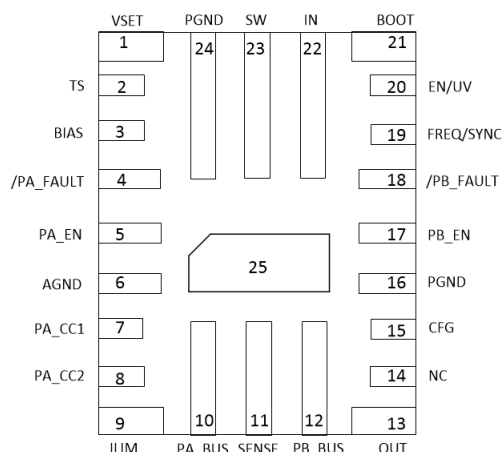 VSET PGND SW IN BOOT
1 24 23 22 21
TS 2 20 EN/UV
BIAS 3 19 FREQ/SYNC
/PA_FAULT 4 18 /PB_FAULT
PA_EN 5 17 PB_EN
25
AGND 6 16 PGND
PA_CC1 7 15 CFG
PA_CC2 8 14 NC
9 10 11 12 13
ILIM PA_BUS SENSE PB_BUS OUT